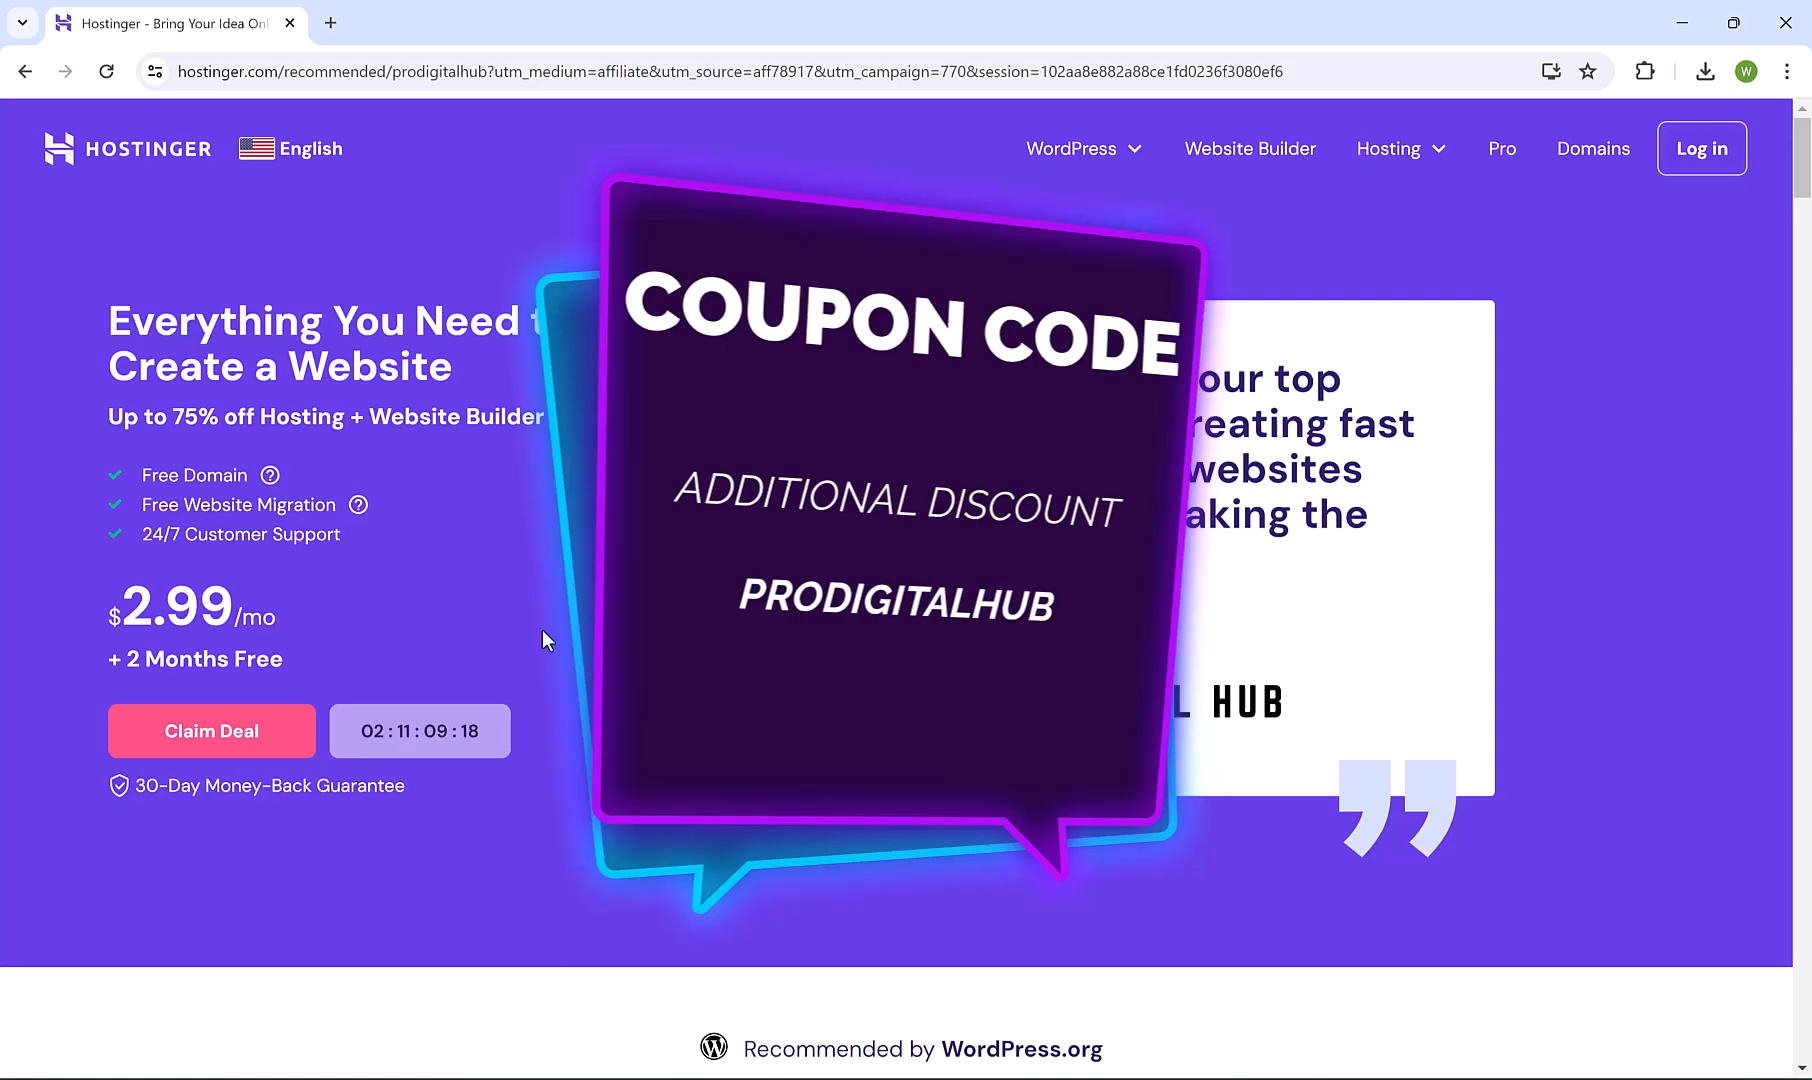 Hostinger - Bring Your Idea Onl
hostinger.com/recommended/prodigitalhub?utm_medium=affiliate&utm_source=aff78917&utm_campaign=770&session=102aa8e882a88ce1fd0236f3080ef6
W
HOSTINGER
English
WordPress
Website Builder
Hosting
Pro
Domains
Log in
Everything You Need t
Create a Website
Up to 75% off Hosting + Website Builder
Free Domain ?
Free Website Migration ?
24/7 Customer Support
$2.99/mo
+ 2 Months Free
Claim Deal
02 : 11 : 09 : 18
30-Day Money-Back Guarantee
COUPON CODE
ADDITIONAL DISCOUNT
PRODIGITALHUB
our top
reating fast
websites
aking the
L HUB
Recommended by WordPress.org